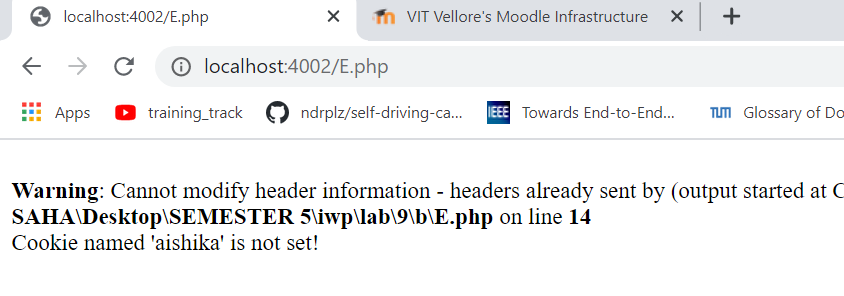 localhost:4002/E.php
VIT Vellore's Moodle Infrastructure
localhost:4002/E.php
Apps training_track ndrplz/self-driving-ca... IEEE Towards End-to-End... TUM Glossary of Do
Warning: Cannot modify header information - headers already sent by (output started at C
SAHA\Desktop\SEMESTER 5\iwp\lab\9\b\E.php on line 14
Cookie named 'aishika' is not set!